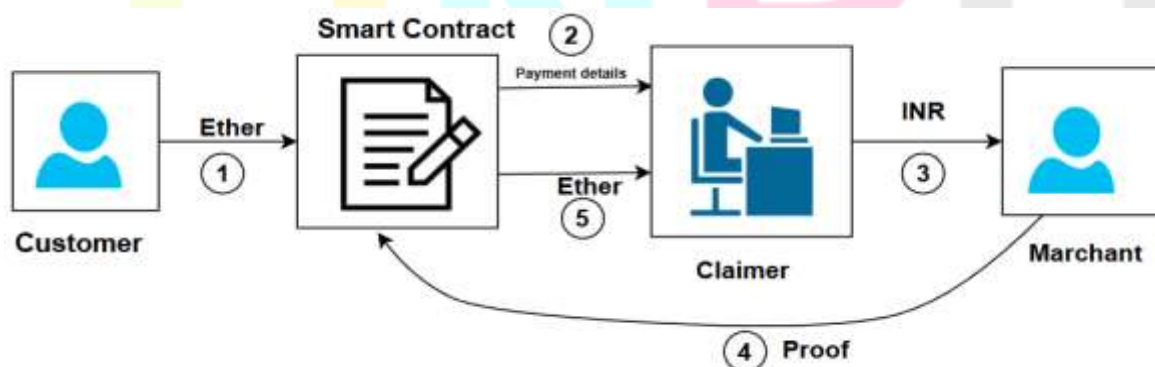 Smart Contract
2
Payment details
Ether
1
INR
3
Ether
5
Customer
Claimer
Marchant
4
Proof